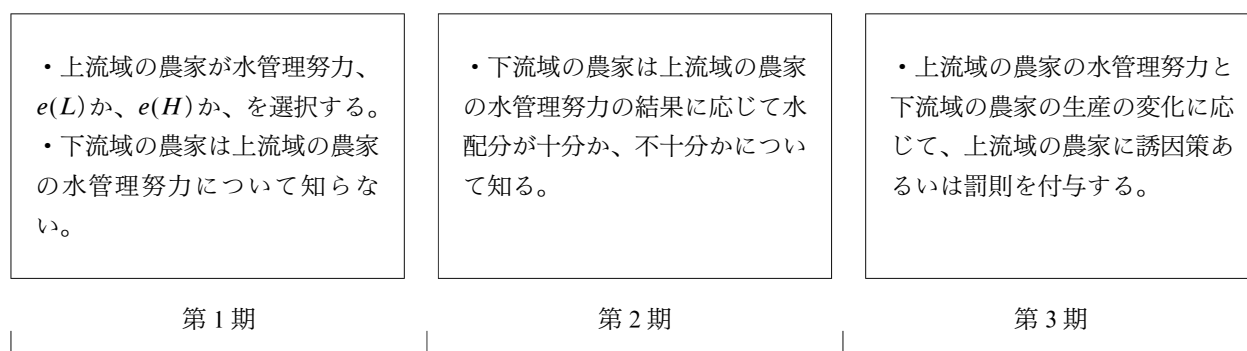 ・上流域の農家が水管理努力、
e(L)か、e(H)か、を選択する。
・下流域の農家は上流域の農家
の水管理努力について知らな
い。
・下流域の農家は上流域の農家
の水管理努力の結果に応じて水
配分が十分か、不十分かについ
て知る。
・上流域の農家の水管理努力と
下流域の農家の生産の変化に応
じて、上流域の農家に誘因策あ
るいは罰則を付与する。
第1期
第2期
第3期